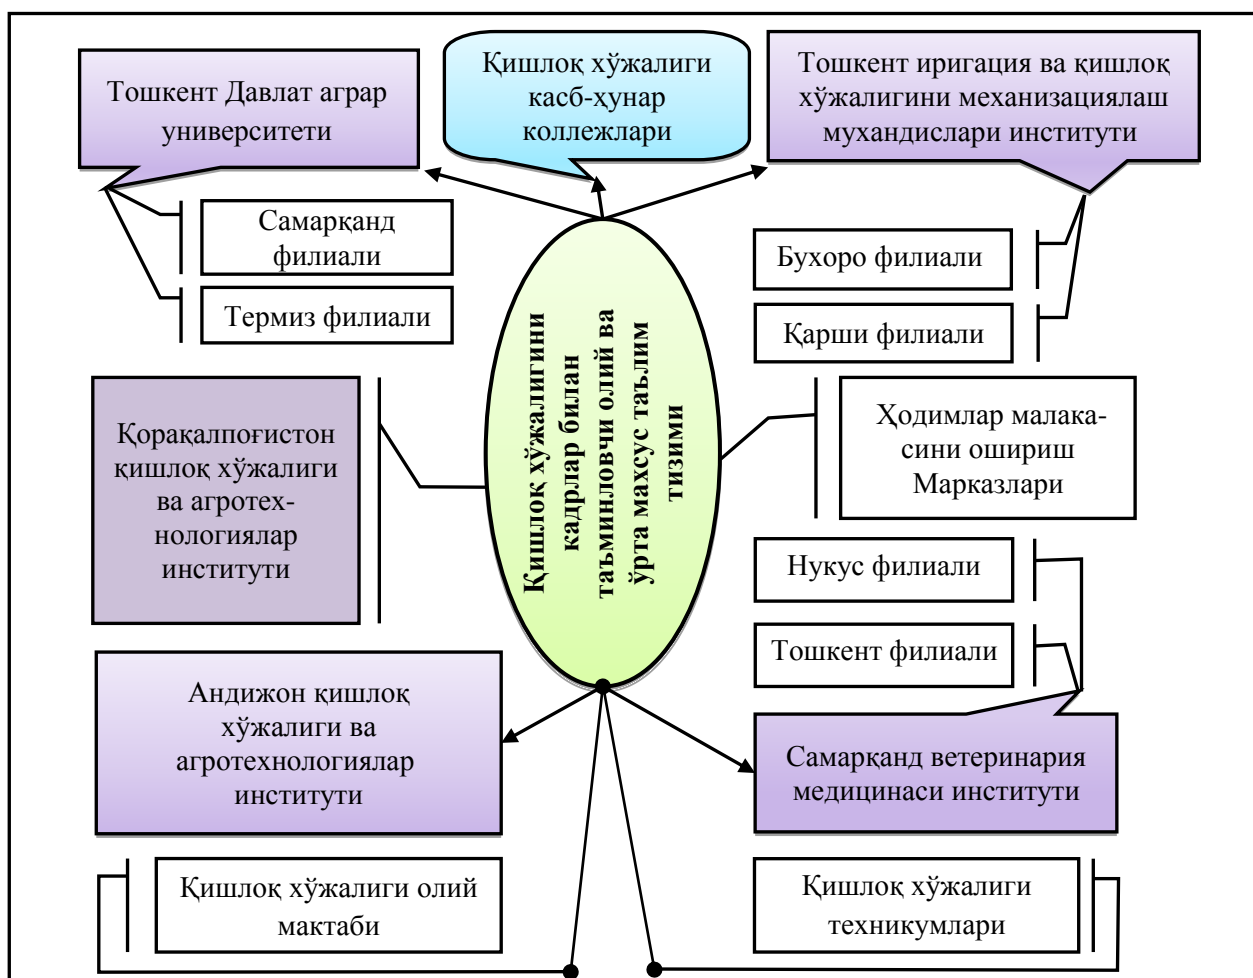 Тошкент Давлат аграр
университети
Қишлоқ хўжалиги
касб-ҳунар
коллежлари
Тошкент иригация ва қишлоқ
хўжалигини механизациялаш
мухандислари институти
Самарқанд
филиали
Термиз филиали
Бухоро филиали
Қарши филиали
Қишлоқ хўжалигини
кадрлар билан
таъминловчи олий ва
ўрта махсус таълим
тизими
Қорақалпоғистон
қишлоқ хўжалиги
ва агротех-
нологиялар
институти
Ҳодимлар малака-
сини ошириш
Марказлари
Нукус филиали
Тошкент филиали
Андижон қишлоқ
хўжалиги ва
агротехнологиялар
институти
Самарқанд ветеринария
медицинаси институти
Қишлоқ хўжалиги олий
мактаби
Қишлоқ хўжалиги
техникумлари